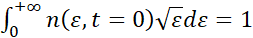 ∫₀⁺∞ n(ε, t = 0)√ε dε = 1